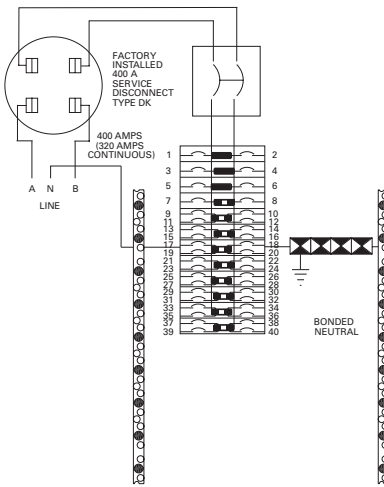 FACTORY
INSTALLED
400 A
SERVICE
DISCONNECT
TYPE DK
400 AMPS
(320 AMPS
CONTINUOUS)
A N B
LINE
1 2
3 4
5 6
7 8
9 10
11 12
13 14
15 16
17 18
19 20
21 22
23 24
25 26
27 28
29 30
31 32
33 34
35 36
37 38
39 40
BONDED
NEUTRAL